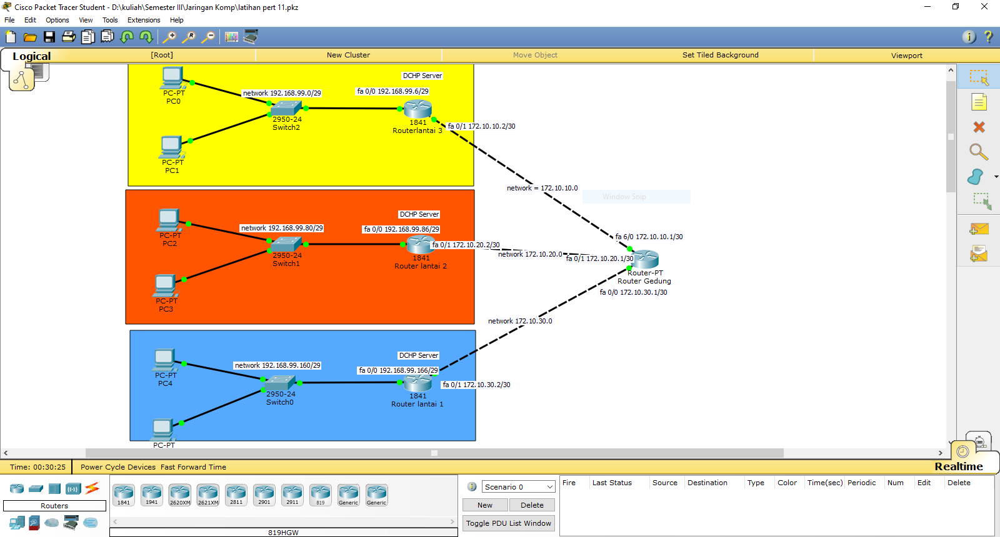 Cisco Packet Tracer Student - D:\kuliah\Semester III\Jaringan Komp\latihan pert 11.pkz
File Edit Options View Tools Extensions Help
Logical [Root] New Cluster Move Object Set Tiled Background Viewport
DCHP Server
network 192.168.99.0/29
fa 0/0 192.168.99.6/29
PC-PT
PC0
2950-24
Switch2
1841
Routerlantai 3
fa 0/1 172.10.10.2/30
PC-PT
PC1
network = 172.10.10.0
Window Snip
DCHP Server
network 192.168.99.80/29
fa 0/0 192.168.99.86/29
PC-PT
PC2
fa 0/1 172.10.20.2/30
network 172.10.20.0
fa 6/0 172.10.10.1/30
fa 0/1 172.10.20.1/30
2950-24
Switch1
1841
Router lantai 2
Router-PT
Router Gedung
fa 0/0 172.10.30.1/30
PC-PT
PC3
network 172.10.30.0
DCHP Server
network 192.168.99.160/29
fa 0/0 192.168.99.166/29
PC-PT
PC4
fa 0/1 172.10.30.2/30
2950-24
Switch0
1841
Router lantai 1
PC-PT
Time: 00:30:25 Power Cycle Devices Fast Forward Time Realtime
Routers
1841 1941 2620XM 2621XM 2811 2901 2911 819 Generic Generic
819HGW
Scenario 0
New Delete
Toggle PDU List Window
Fire Last Status Source Destination Type Color Time(sec) Periodic Num Edit Delete